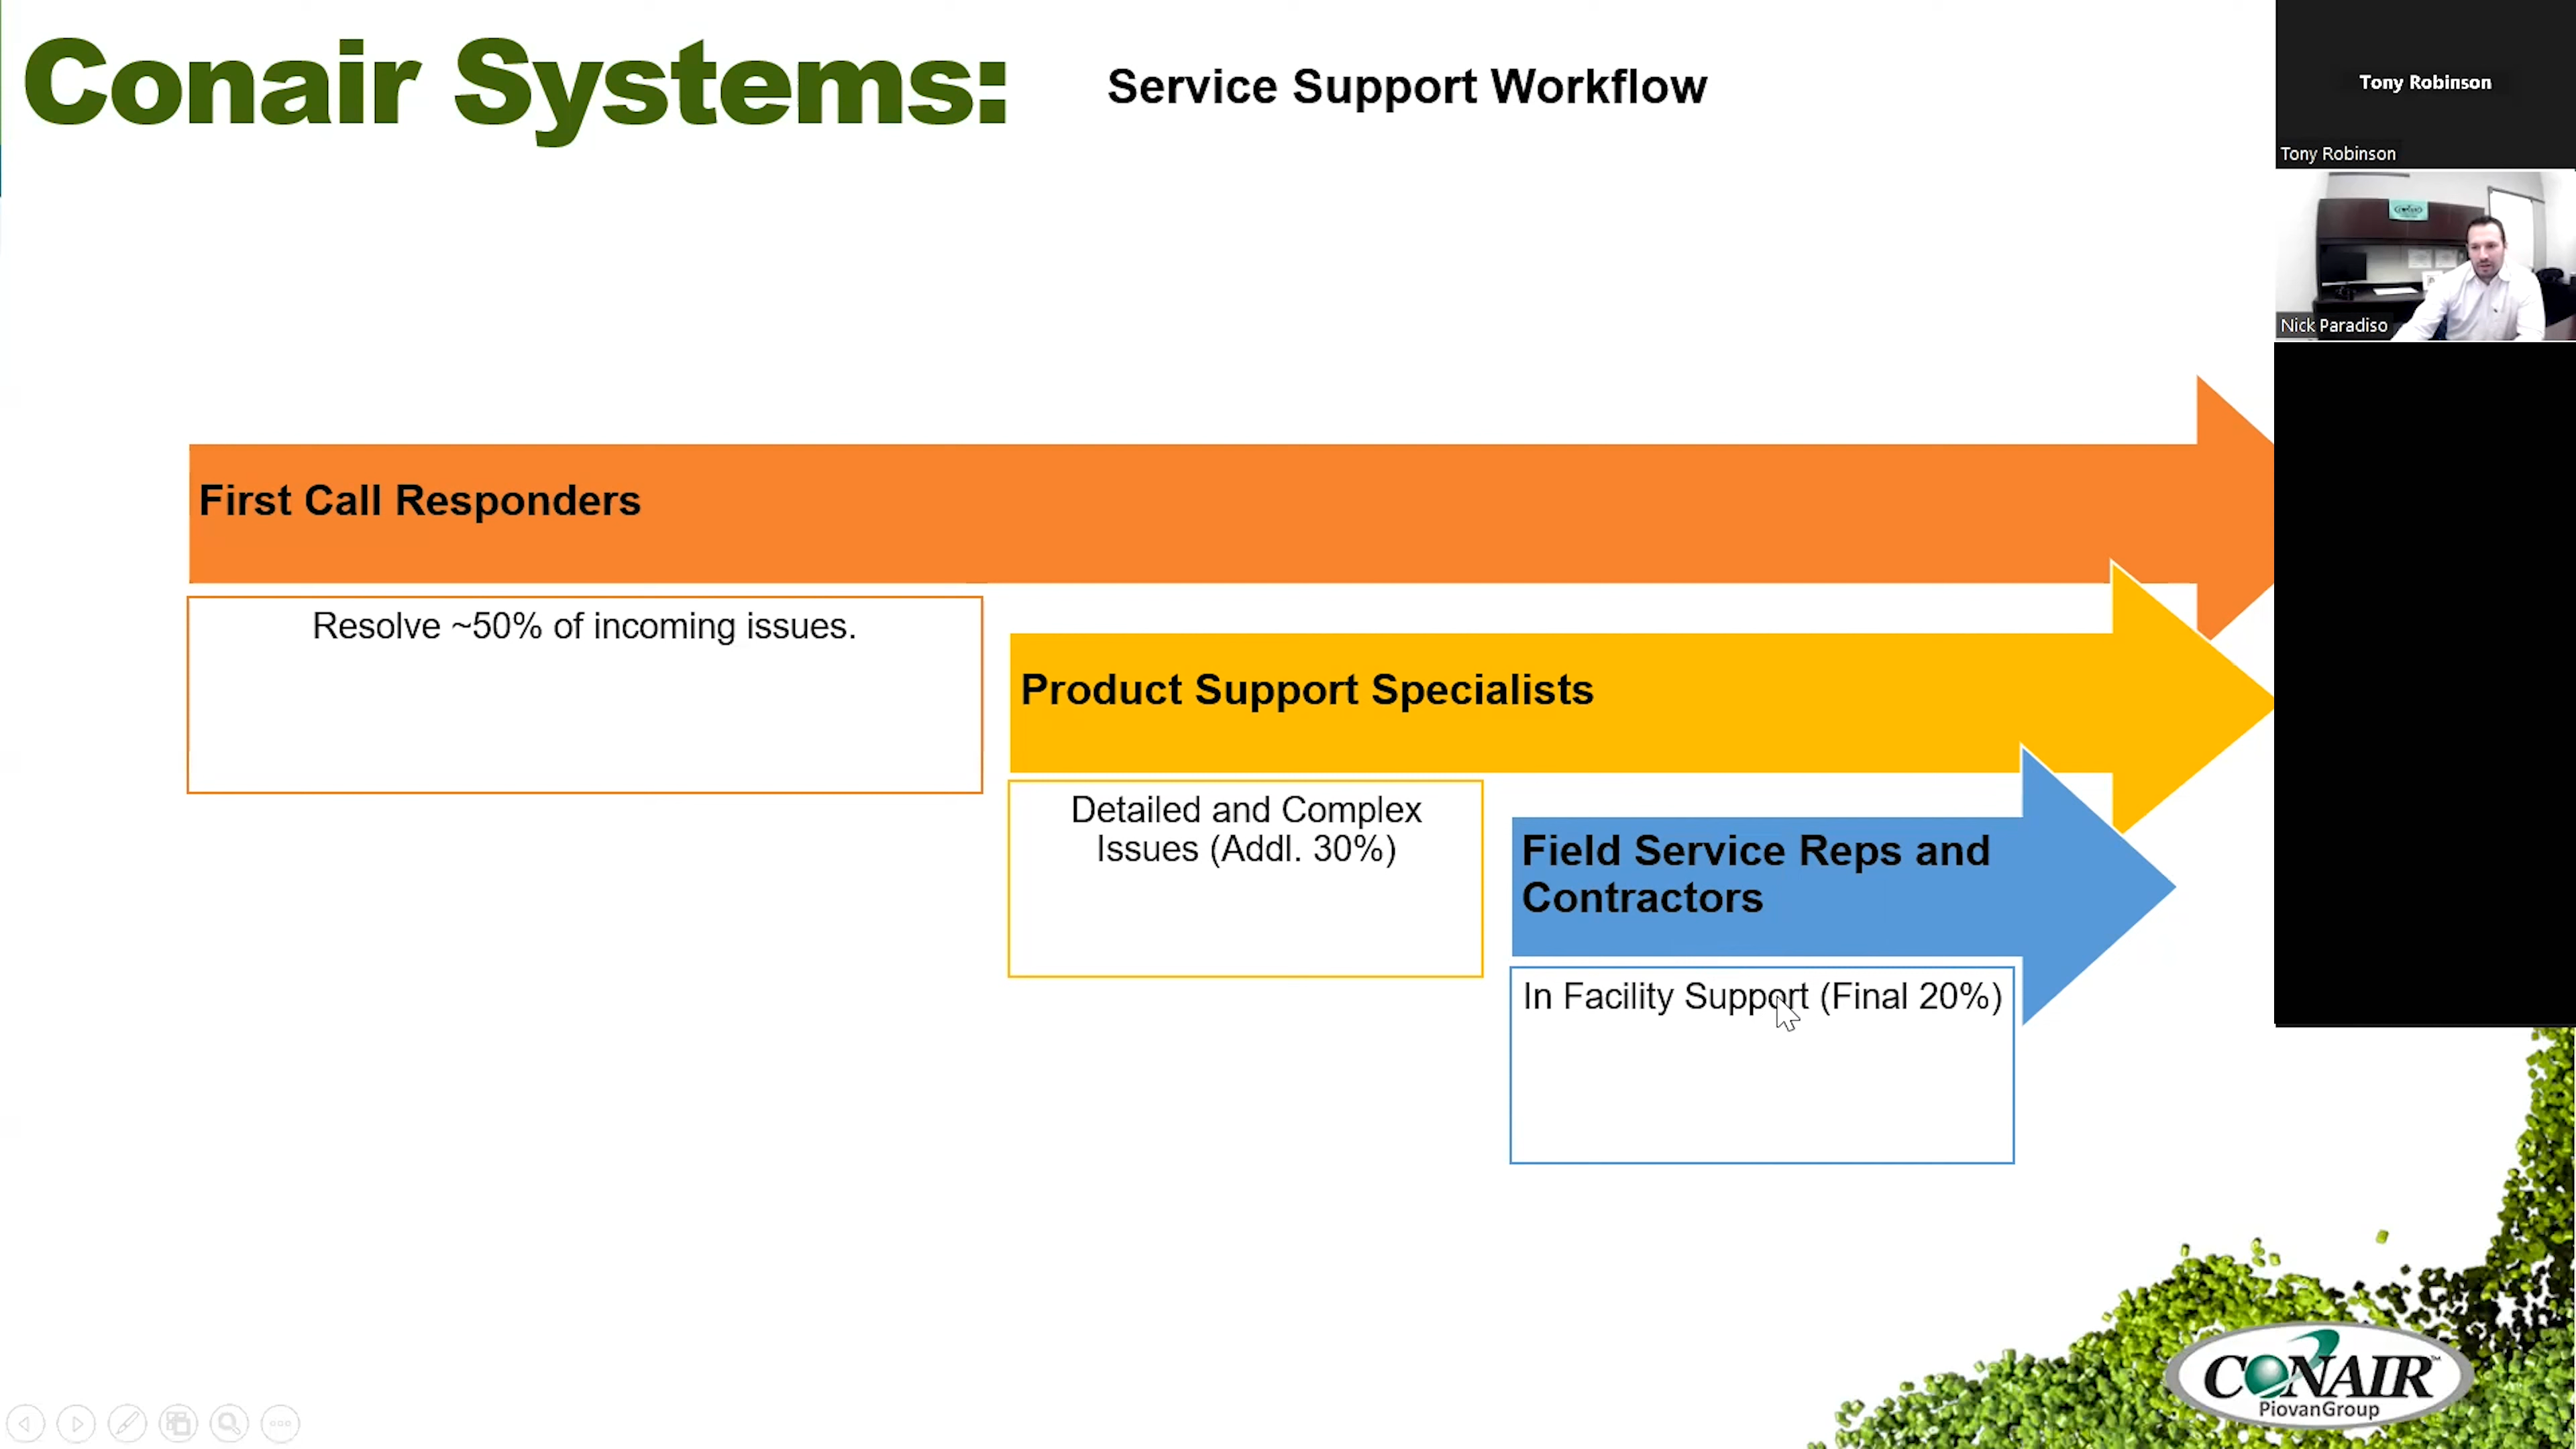 Conair Systems:
Service Support Workflow
Tony Robinson
Tony Robinson
Nick Paradiso
First Call Responders
Resolve ~50% of incoming issues.
Product Support Specialists
Detailed and Complex
Issues (Addl. 30%)
Field Service Reps and
Contractors
In Facility Support (Final 20%)
CONAIR™
PiovanGroup